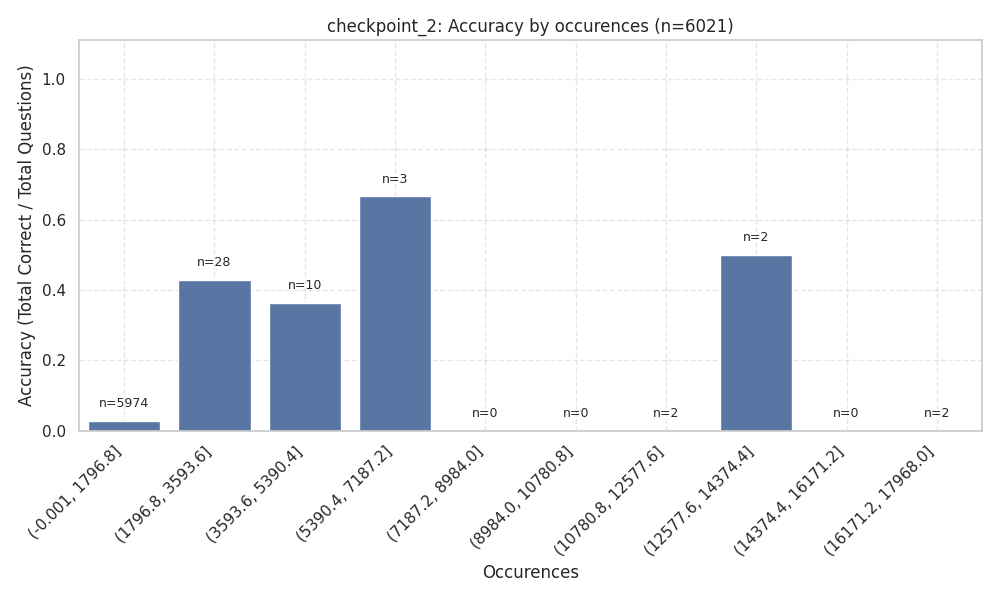 checkpoint_2: Accuracy by occurences (n=6021)
Accuracy (Total Correct / Total Questions)
1.0
0.8
0.6
0.4
0.2
0.0
n=5974
n=28
n=10
n=3
n=0
n=0
n=2
n=2
n=0
n=2
(-0.001, 1796.8]
(1796.8, 3593.6]
(3593.6, 5390.4]
(5390.4, 7187.2]
(7187.2, 8984.0]
(8984.0, 10780.8]
(10780.8, 12577.6]
(12577.6, 14374.4]
(14374.4, 16171.2]
(16171.2, 17968.0]
Occurences